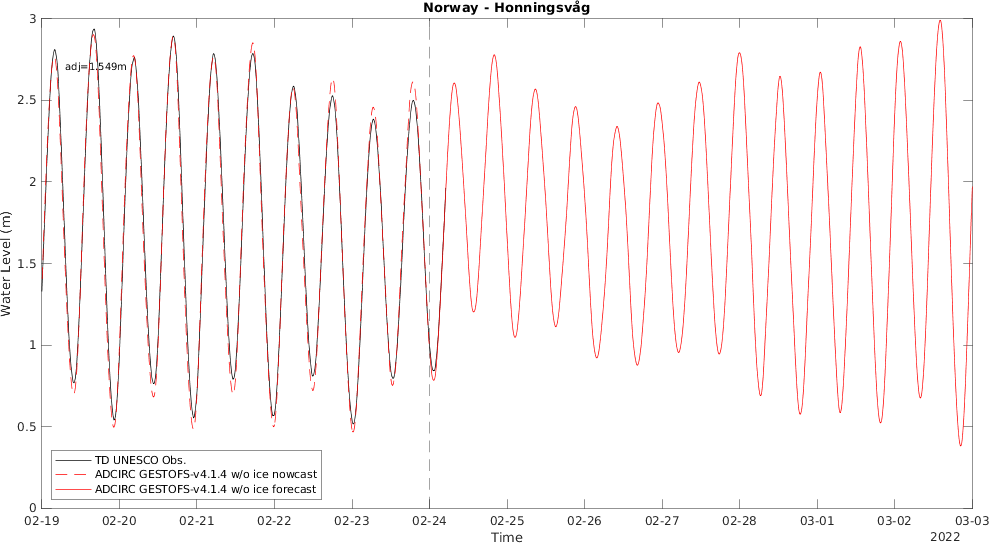 Norway - Honningsvåg
3
adj=1.549m
2.5
2
1.5
1
0.5
0
Water Level (m)
TD UNESCO Obs.
ADCIRC GESTOFS-v4.1.4 w/o ice nowcast
ADCIRC GESTOFS-v4.1.4 w/o ice forecast
02-19 02-20 02-21 02-22 02-23 02-24 02-25 02-26 02-27 02-28 03-01 03-02 03-03
Time
2022